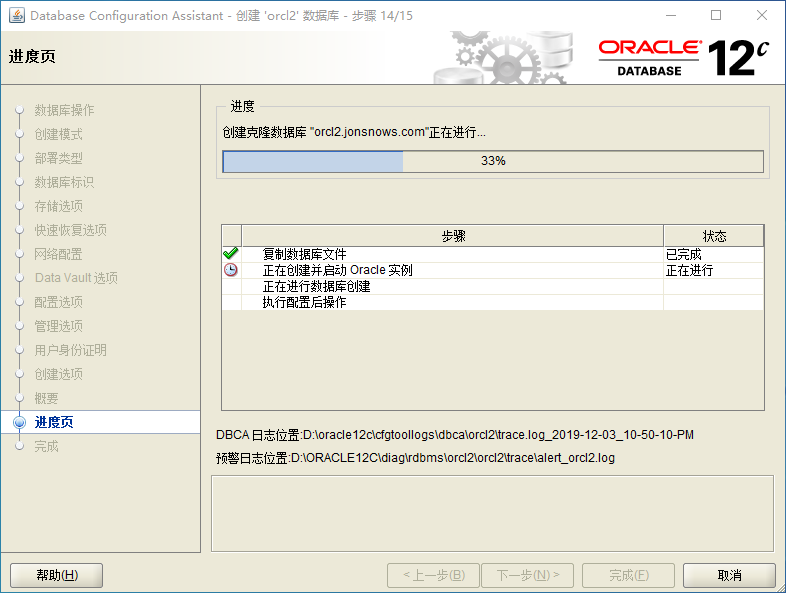 Database Configuration Assistant - 创建 'orcl2' 数据库 - 步骤 14/15
进度页
ORACLE
DATABASE
12c
数据库操作
创建模式
部署类型
数据库标识
存储选项
快速恢复选项
网络配置
Data Vault 选项
配置选项
管理选项
用户身份证明
创建选项
概要
进度页
完成
进度
创建克隆数据库 "orcl2.jonsnows.com"正在进行...
33%
步骤 状态
复制数据库文件 已完成
正在创建并启动 Oracle 实例 正在进行
正在进行数据库创建
执行配置后操作
DBCA 日志位置:D:\oracle12c\cfgtoollogs\dbca\orcl2\trace.log_2019-12-03_10-50-10-PM
预警日志位置:D:\ORACLE12C\diag\rdbms\orcl2\orcl2\trace\alert_orcl2.log
帮助(H) < 上一步(B) 下一步(N) > 完成(F) 取消